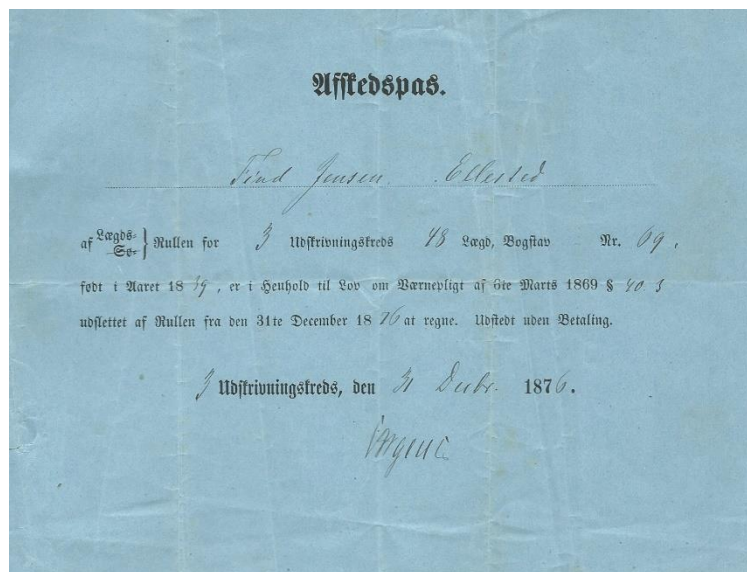 Afskedspas.
Find Jensen. Ellested
af Lægds= Sø= } Rullen for 3 Udskrivningskreds 48 Lægd, Bogstav Nr. 69.
født i Aaret 1839, er i Henhold til Lov om Værnepligt af 6te Marts 1869 § 40 3
udslettet af Rullen fra den 31te December 1876 at regne. Udstedt uden Betaling.
3 Udskrivningskreds, den 31 Decbr. 1876.